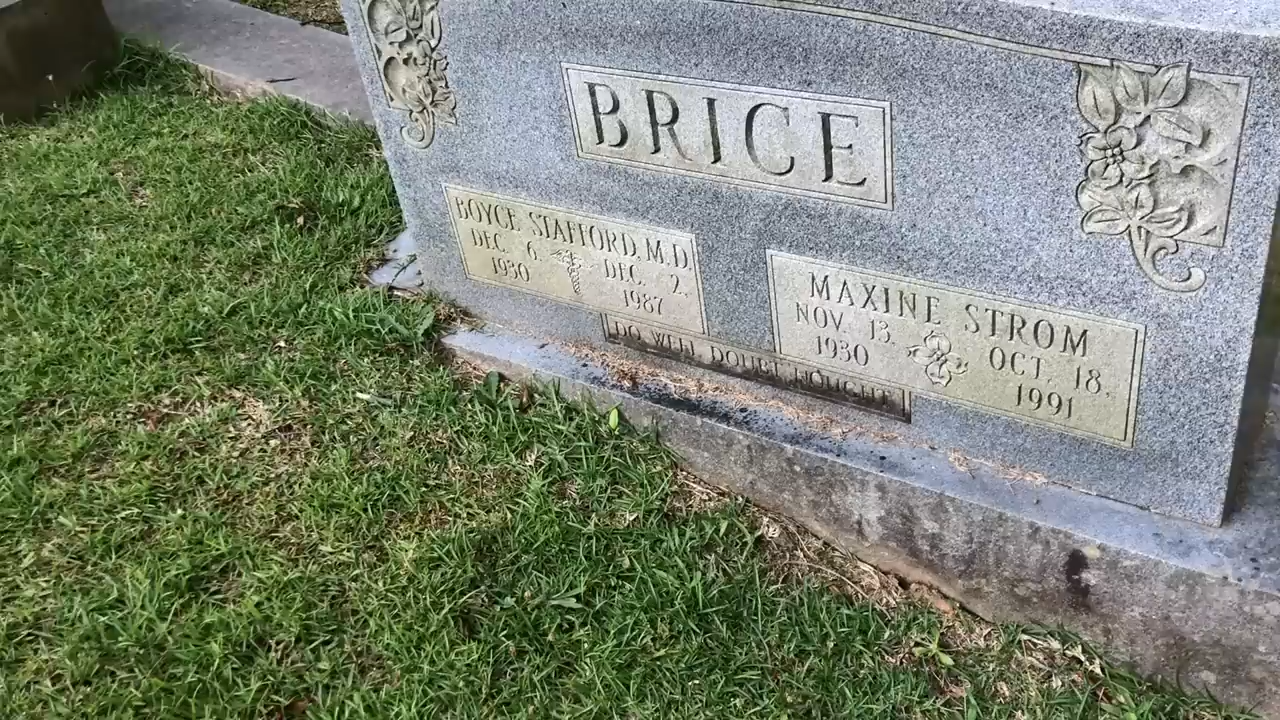 BRICE
BOYCE STAFFORD, M.D.
DEC. 6, DEC. 2,
1930 1987
MAXINE STROM
NOV. 13, OCT. 18,
1930 1991
DO WELL DOUBT NOUGHT